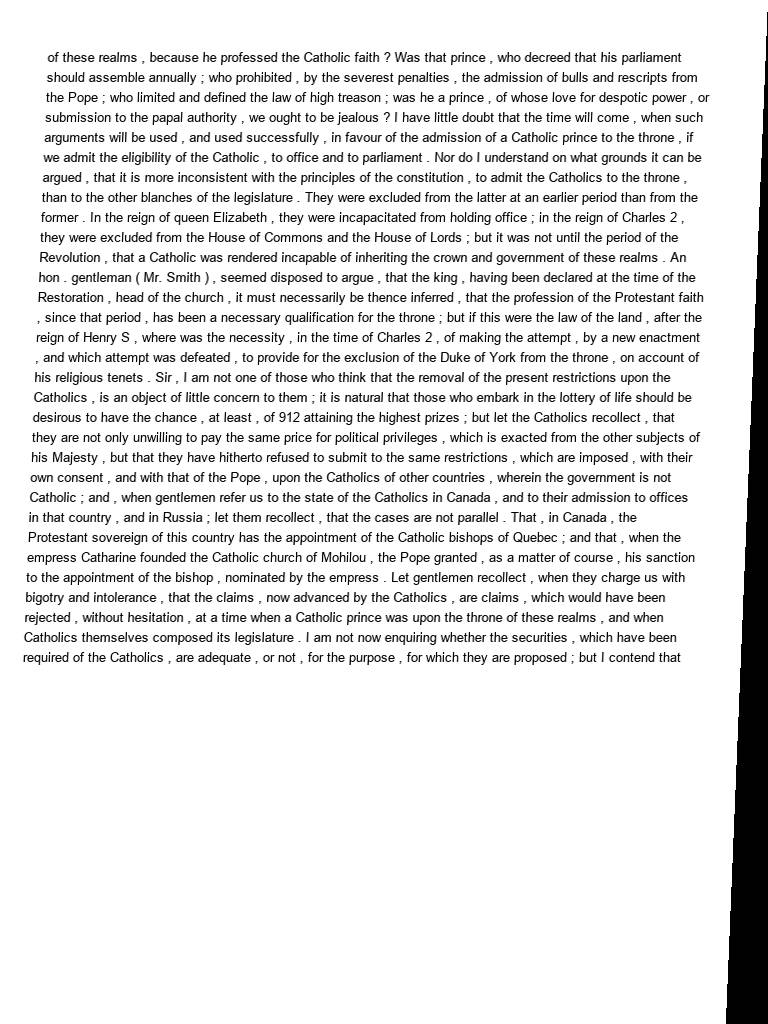 of these realms , because he professed the Catholic faith ? Was that prince , who decreed that his parliament
should assemble annually ; who prohibited , by the severest penalties , the admission of bulls and rescripts from
the Pope ; who limited and defined the law of high treason ; was he a prince , of whose love for despotic power , or
submission to the papal authority , we ought to be jealous ? I have little doubt that the time will come , when such
arguments will be used , and used successfully , in favour of the admission of a Catholic prince to the throne , if
we admit the eligibility of the Catholic , to office and to parliament . Nor do I understand on what grounds it can be
argued , that it is more inconsistent with the principles of the constitution , to admit the Catholics to the throne ,
than to the other blanches of the legislature . They were excluded from the latter at an earlier period than from the
former . In the reign of queen Elizabeth , they were incapacitated from holding office ; in the reign of Charles 2 ,
they were excluded from the House of Commons and the House of Lords ; but it was not until the period of the
Revolution , that a Catholic was rendered incapable of inheriting the crown and government of these realms . An
hon . gentleman ( Mr. Smith ) , seemed disposed to argue , that the king , having been declared at the time of the
Restoration , head of the church , it must necessarily be thence inferred , that the profession of the Protestant faith
, since that period , has been a necessary qualification for the throne ; but if this were the law of the land , after the
reign of Henry S , where was the necessity , in the time of Charles 2 , of making the attempt , by a new enactment
, and which attempt was defeated , to provide for the exclusion of the Duke of York from the throne , on account of
his religious tenets . Sir , I am not one of those who think that the removal of the present restrictions upon the
Catholics , is an object of little concern to them ; it is natural that those who embark in the lottery of life should be
desirous to have the chance , at least , of 912 attaining the highest prizes ; but let the Catholics recollect , that
they are not only unwilling to pay the same price for political privileges , which is exacted from the other subjects of
his Majesty , but that they have hitherto refused to submit to the same restrictions , which are imposed , with their
own consent , and with that of the Pope , upon the Catholics of other countries , wherein the government is not
Catholic ; and , when gentlemen refer us to the state of the Catholics in Canada , and to their admission to offices
in that country , and in Russia ; let them recollect , that the cases are not parallel . That , in Canada , the
Protestant sovereign of this country has the appointment of the Catholic bishops of Quebec ; and that , when the
empress Catharine founded the Catholic church of Mohilou , the Pope granted , as a matter of course , his sanction
to the appointment of the bishop , nominated by the empress . Let gentlemen recollect , when they charge us with
bigotry and intolerance , that the claims , now advanced by the Catholics , are claims , which would have been
rejected , without hesitation , at a time when a Catholic prince was upon the throne of these realms , and when
Catholics themselves composed its legislature . I am not now enquiring whether the securities , which have been
required of the Catholics , are adequate , or not , for the purpose , for which they are proposed ; but I contend that